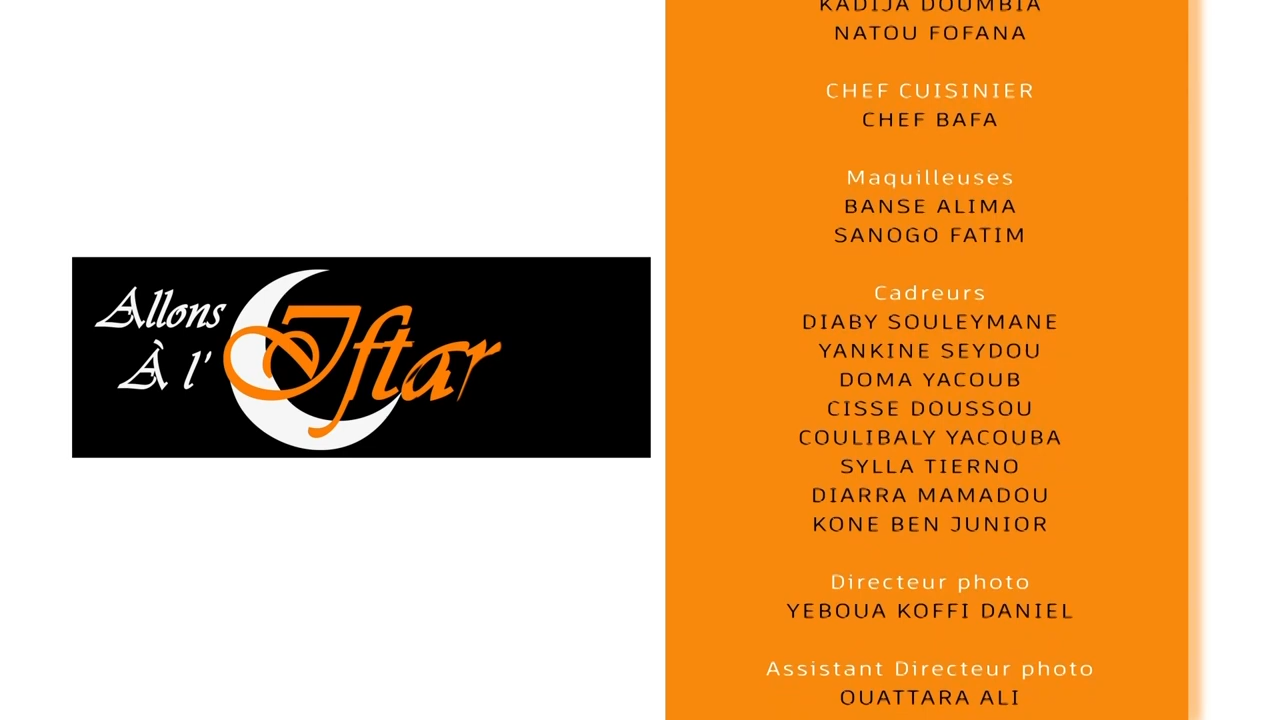 Allons
À l'
Iftar
KADIJA DOUMBIA
NATOU FOFANA
CHEF CUISINIER
CHEF BAFA
Maquilleuses
BANSE ALIMA
SANOGO FATIM
Cadreurs
DIABY SOULEYMANE
YANKINE SEYDOU
DOMA YACOUB
CISSE DOUSSOU
COULIBALY YACOUBA
SYLLA TIERNO
DIARRA MAMADOU
KONE BEN JUNIOR
Directeur photo
YEBOUA KOFFI DANIEL
Assistant Directeur photo
OUATTARA ALI